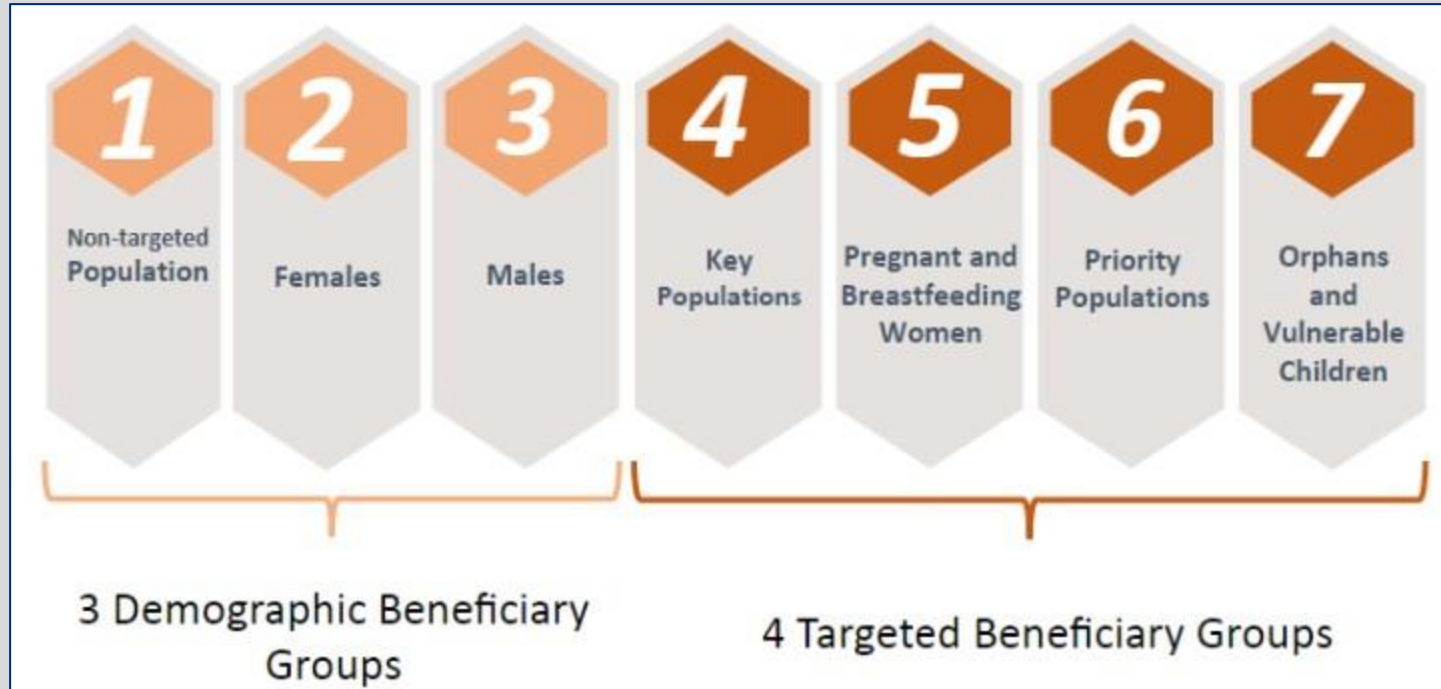 1
Non-targeted
Population
2
Females
3
Males
4
Key
Populations
5
Pregnant and
Breastfeeding
Women
6
Priority
Populations
7
Orphans
and
Vulnerable
Children
3 Demographic Beneficiary
Groups
4 Targeted Beneficiary Groups